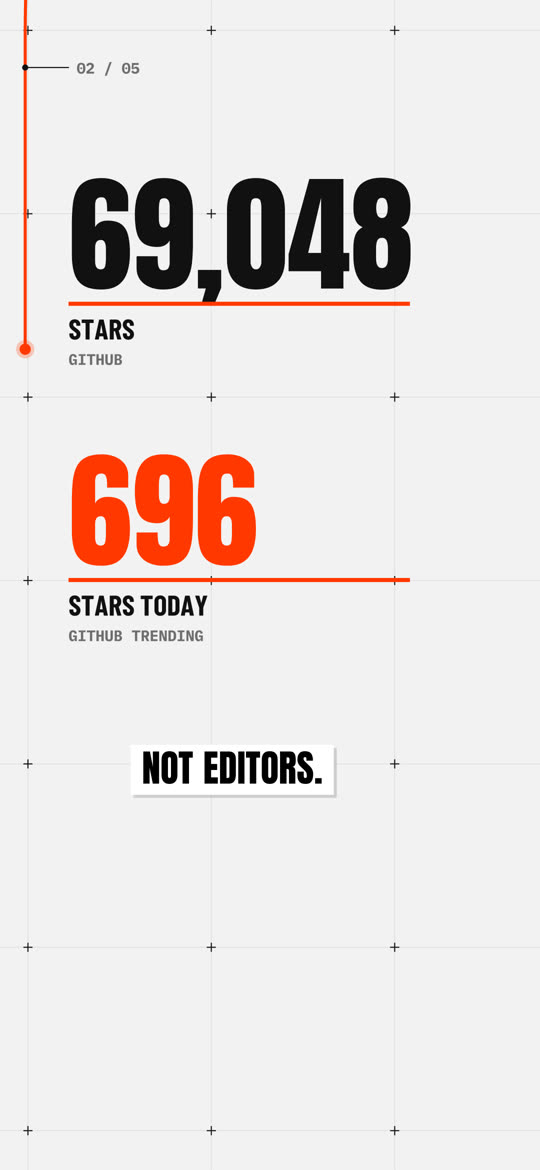 02 / 05
69,048
STARS
GITHUB
696
STARS TODAY
GITHUB TRENDING
NOT EDITORS.